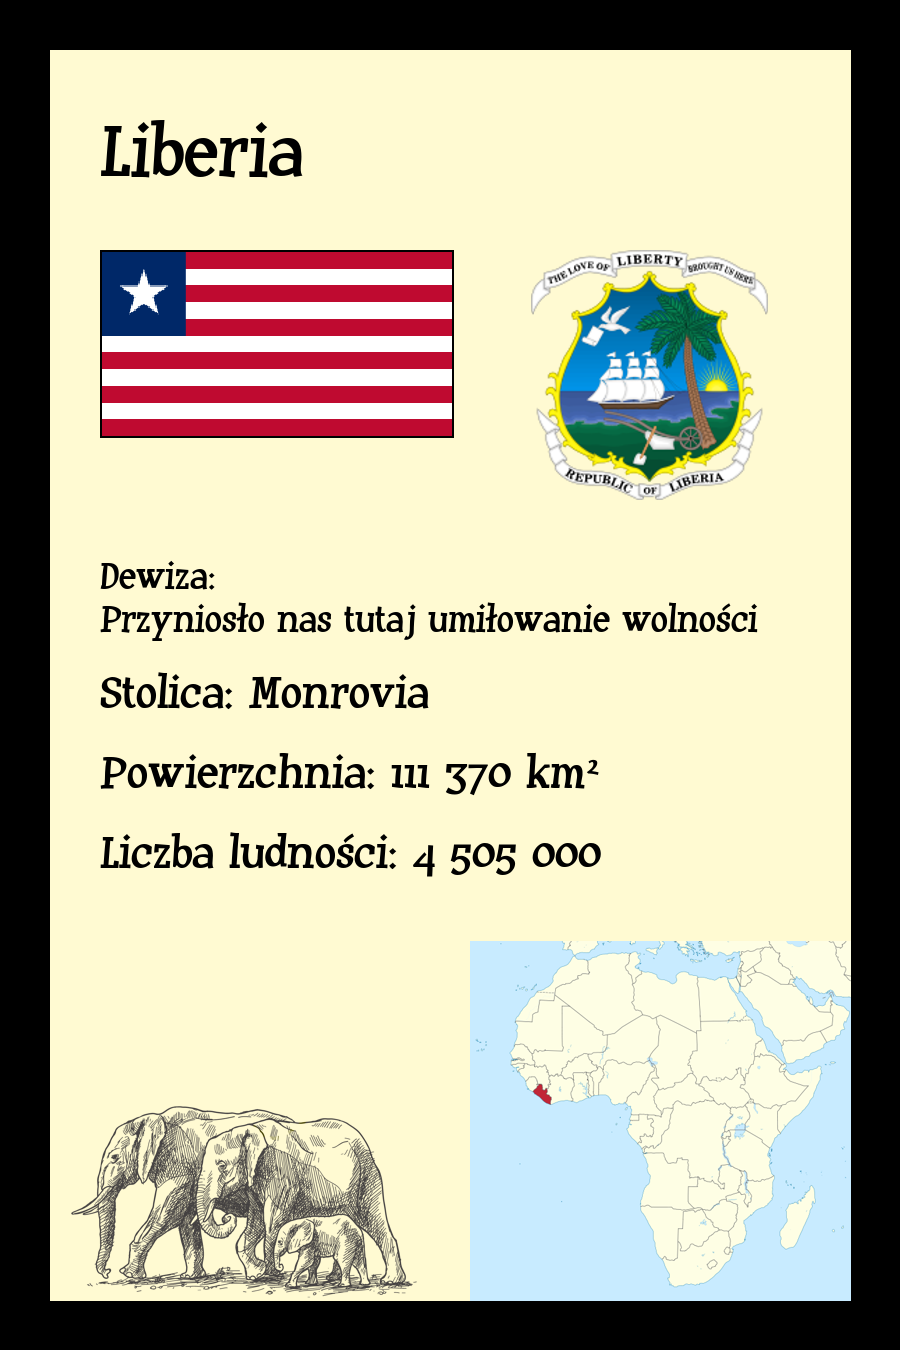 Liberia
THE LOVE OF LIBERTY BROUGHT US HERE
REPUBLIC OF LIBERIA
Dewiza:
Przyniosło nas tutaj umiłowanie wolności
Stolica: Monrovia
Powierzchnia: 111 370 km²
Liczba ludności: 4 505 000